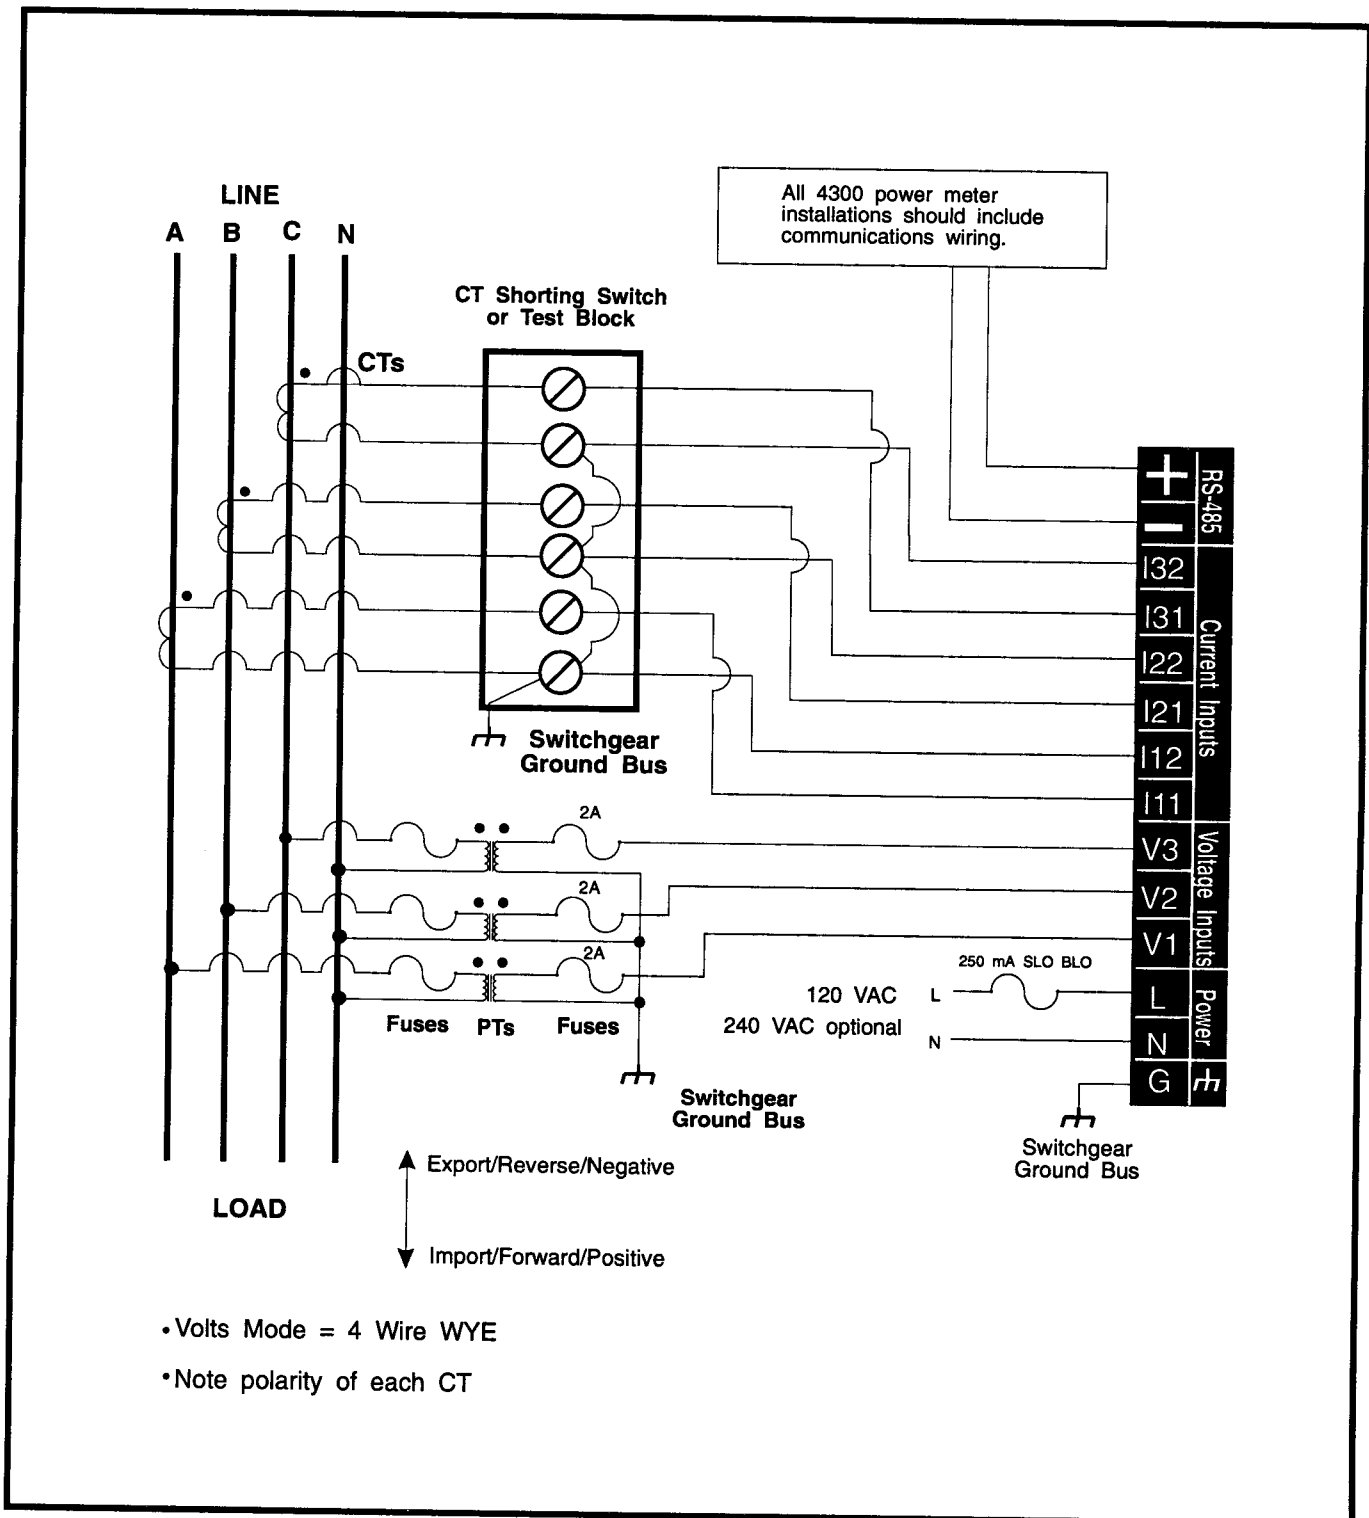 LINE
A B C N
All 4300 power meter
installations should include
communications wiring.
CT Shorting Switch
or Test Block
CTs
+
−
RS-485
I32
I31
I22
I21
I12
I11
Current Inputs
Switchgear
Ground Bus
2A
2A
2A
V3
V2
V1
Voltage Inputs
250 mA SLO BLO
120 VAC L
240 VAC optional N
L
N
Power
G
Fuses PTs Fuses
Switchgear
Ground Bus
Switchgear
Ground Bus
Export/Reverse/Negative
LOAD
Import/Forward/Positive
•Volts Mode = 4 Wire WYE
•Note polarity of each CT